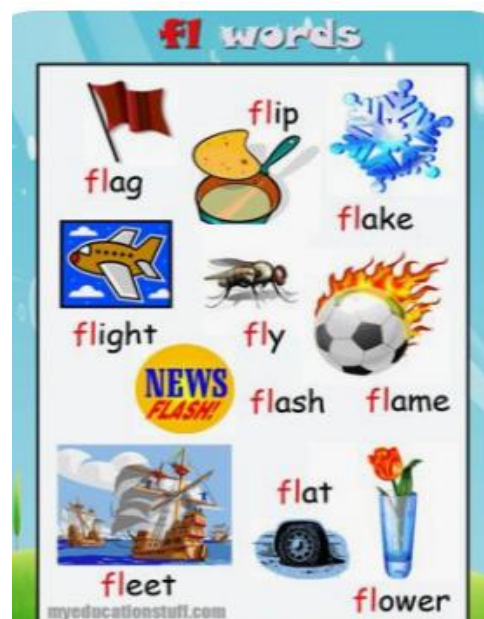 fl words
flip
flag
flake
flight
fly
NEWS
FLASH!
flash
flame
flat
fleet
flower
myeducationstuff.com